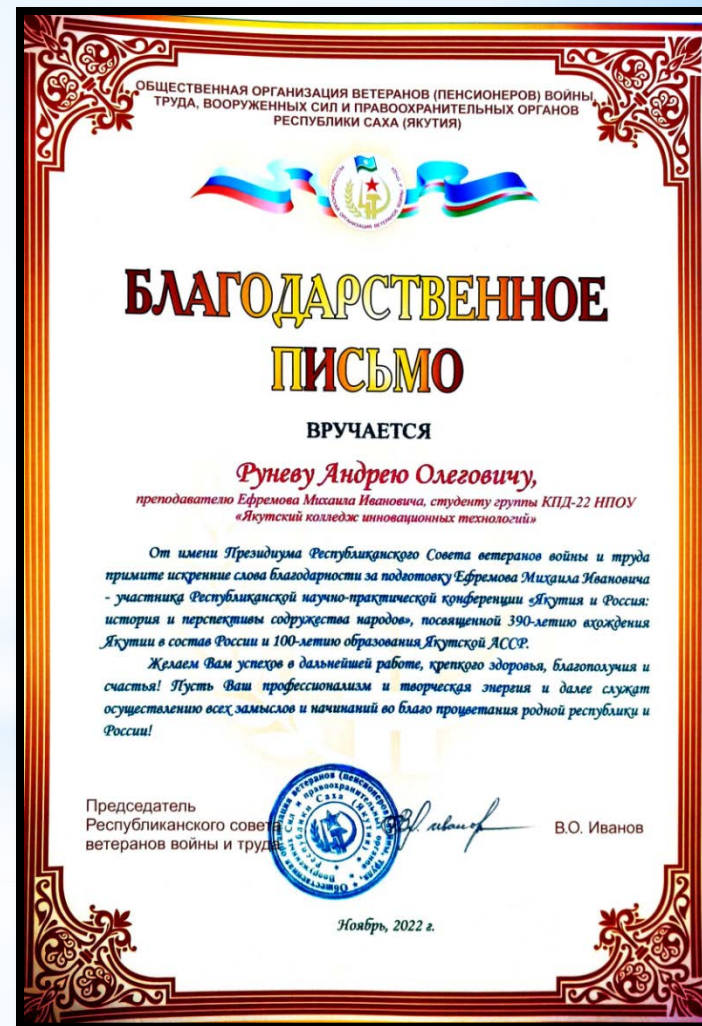 ОБЩЕСТВЕННАЯ ОРГАНИЗАЦИЯ ВЕТЕРАНОВ (ПЕНСИОНЕРОВ) ВОЙНЫ,
ТРУДА, ВООРУЖЕННЫХ СИЛ И ПРАВООХРАНИТЕЛЬНЫХ ОРГАНОВ
РЕСПУБЛИКИ САХА (ЯКУТИЯ)
БЛАГОДАРСТВЕННОЕ
ПИСЬМО
ВРУЧАЕТСЯ
Руневу Андрею Олеговичу,
преподавателю Ефремова Михаила Ивановича, студенту группы КПД-22 НПОУ
«Якутский колледж инновационных технологий»
От имени Президиума Республиканского Совета ветеранов войны и труда
примите искренние слова благодарности за подготовку Ефремова Михаила Ивановича
- участника Республиканской научно-практической конференции «Якутия и Россия:
история и перспективы содружества народов», посвященной 390-летию вхождения
Якутии в состав России и 100-летию образования Якутской АССР.
Желаем Вам успехов в дальнейшей работе, крепкого здоровья, благополучия и
счастья! Пусть Ваш профессионализм и творческая энергия и далее служат
осуществлению всех замыслов и начинаний во благо процветания родной республики и
России!
Председатель
Республиканского совета
ветеранов войны и труда
В.О. Иванов
Ноябрь, 2022 г.